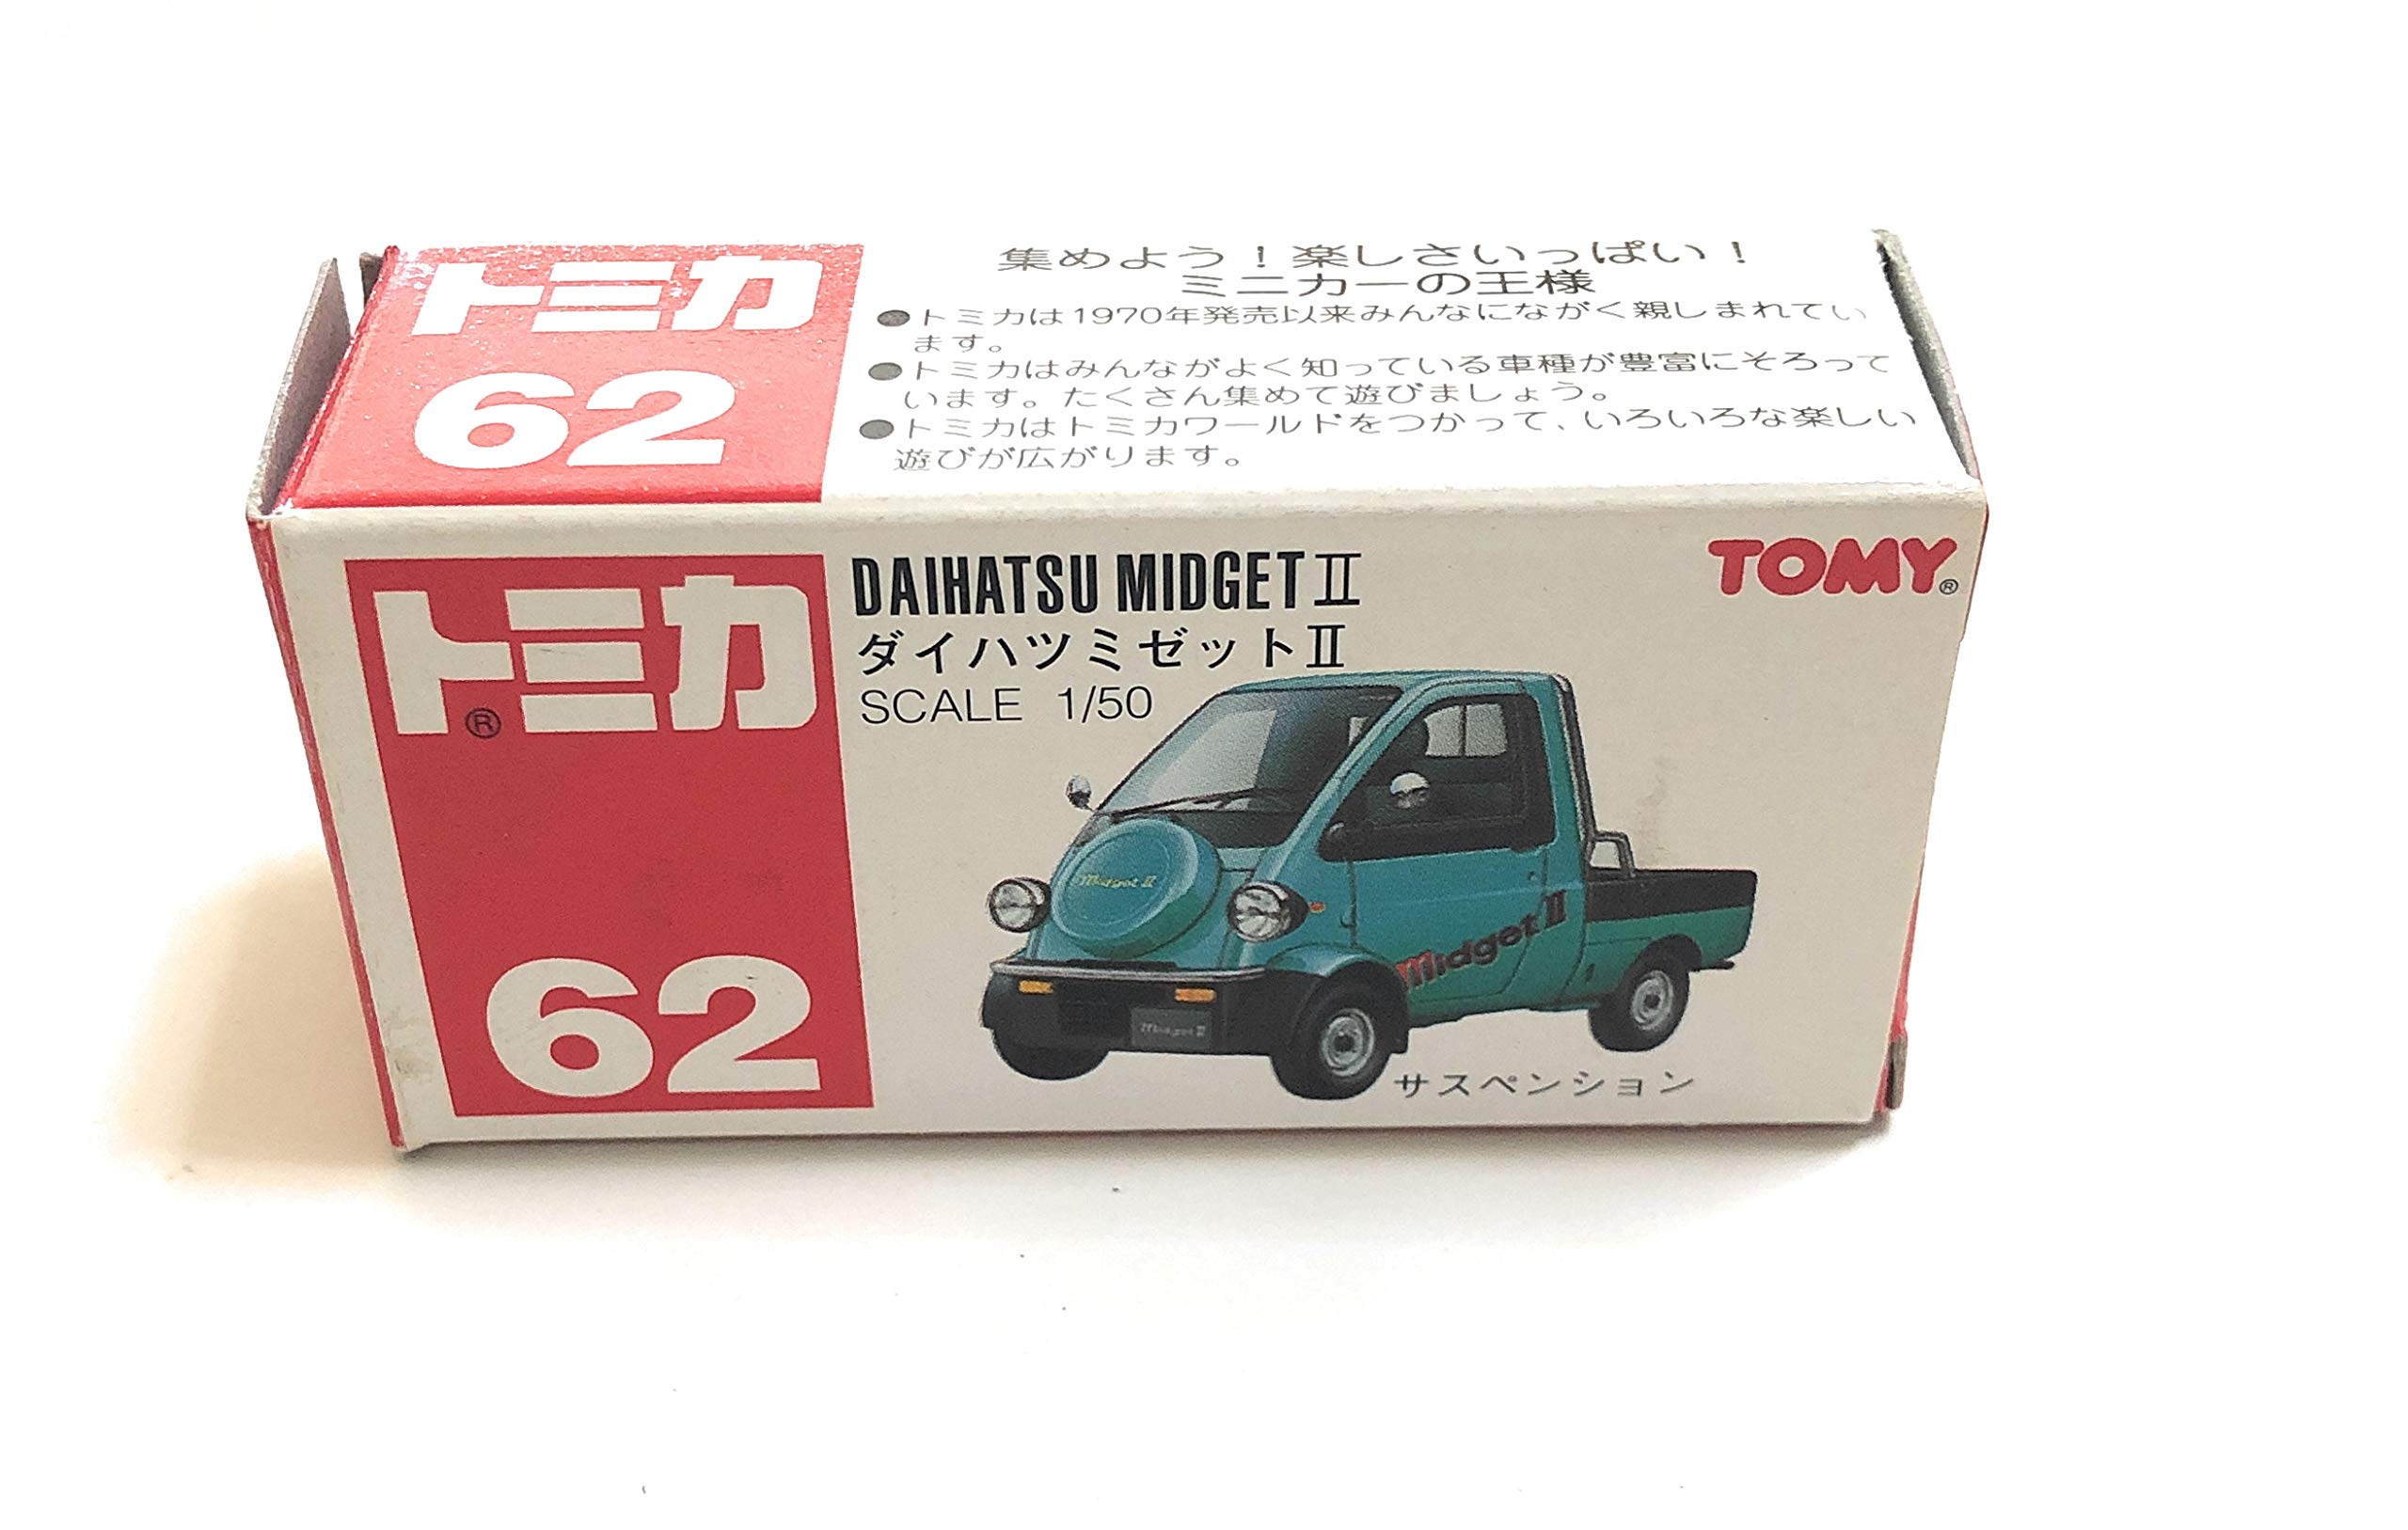 トミカ
62
集めよう！楽しさいっぱい！
ミニカーの王様
●トミカは1970年発売以来みんなにながく親しまれてい
ます。
●トミカはみんながよく知っている車種が豊富にそろって
います。たくさん集めて遊びましょう。
●トミカはトミカワールドをつかって、いろいろな楽しい
遊びが広がります。
トミカ®
62
DAIHATSU MIDGET Ⅱ
ダイハツミゼットⅡ
SCALE 1/50
TOMY®
Midget Ⅱ
Midget Ⅱ
Midget Ⅱ
サスペンション